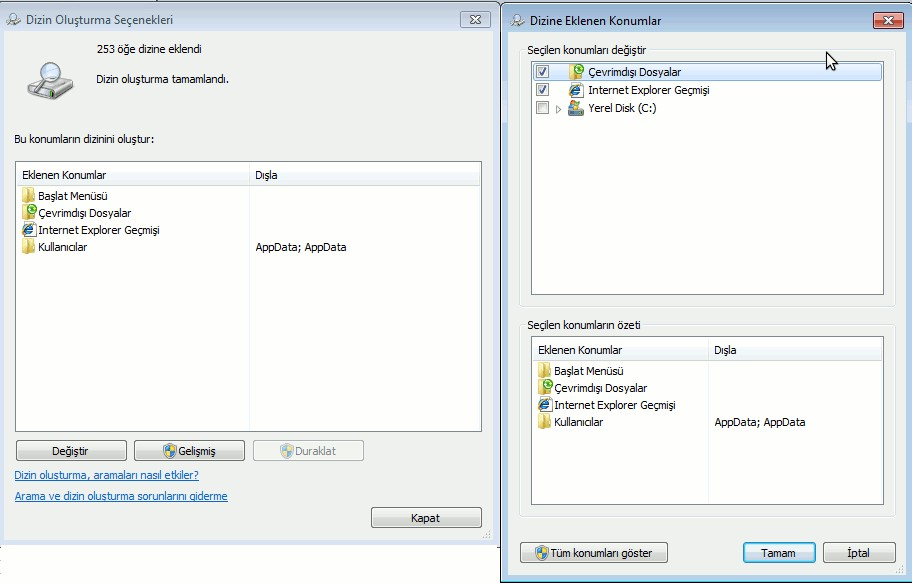 Dizin Oluşturma Seçenekleri
253 öğe dizine eklendi
Dizin oluşturma tamamlandı.
Bu konumların dizinini oluştur:
Eklenen Konumlar Dışla
Başlat Menüsü
Çevrimdışı Dosyalar
Internet Explorer Geçmişi
Kullanıcılar AppData; AppData
Değiştir Gelişmiş Duraklat
Dizin oluşturma, aramaları nasıl etkiler?
Arama ve dizin oluşturma sorunlarını giderme
Kapat
Dizine Eklenen Konumlar
Seçilen konumları değiştir
Çevrimdışı Dosyalar
Internet Explorer Geçmişi
Yerel Disk (C:)
Seçilen konumların özeti
Eklenen Konumlar Dışla
Başlat Menüsü
Çevrimdışı Dosyalar
Internet Explorer Geçmişi
Kullanıcılar AppData; AppData
Tüm konumları göster Tamam İptal